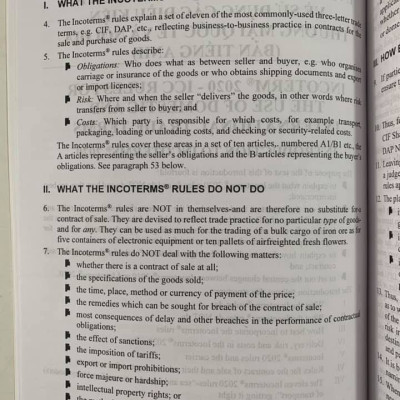 I. WHAT THE INCOTERMS
4. The Incoterms® rules explain a set of eleven of the most commonly-used three-letter trade
terms, e.g. CIF, DAP, etc., reflecting business-to-business practice in contracts for the
sale and purchase of goods.
5. The Incoterms® rules describe:
Obligations: Who does what as between seller and buyer, e.g. who organises
carriage or insurance of the goods or who obtains shipping documents and export
or import licences;
Risk: Where and when the seller "delivers" the goods, in other words where risk
transfers from seller to buyer; and
Costs: Which party is responsible for which costs, for example transport,
packaging, loading or unloading costs, and checking or security-related costs.
The Incoterms® rules cover these areas in a set of ten articles,, numbered A1/B1 etc., the
A articles representing the seller's obligations and the B articles representing the buyer's
obligations. See paragraph 53 below.
II. WHAT THE INCOTERMS® RULES DO NOT DO
6. The Incoterms® rules are NOT in themselves-and are therefore no substitute for-a
contract of sale. They are devised to reflect trade practice for no particular type of goods-
and for any. They can be used as much for the trading of a bulk cargo of iron ore as for
five containers of electronic equipment or ten pallets of airfreighted fresh flowers.
7. The Incoterms® rules do NOT deal with the following matters:
whether there is a contract of sale at all;
the specifications of the goods sold;
the time, place, method or currency of payment of the price;
the remedies which can be sought for breach of the contract of sale;
most consequences of delay and other breaches in the performance of contractual
obligations;
the effect of sanctions;
the imposition of tariffs;
export or import prohibitions;
force majeure or hardship;
intellectual property rights; or